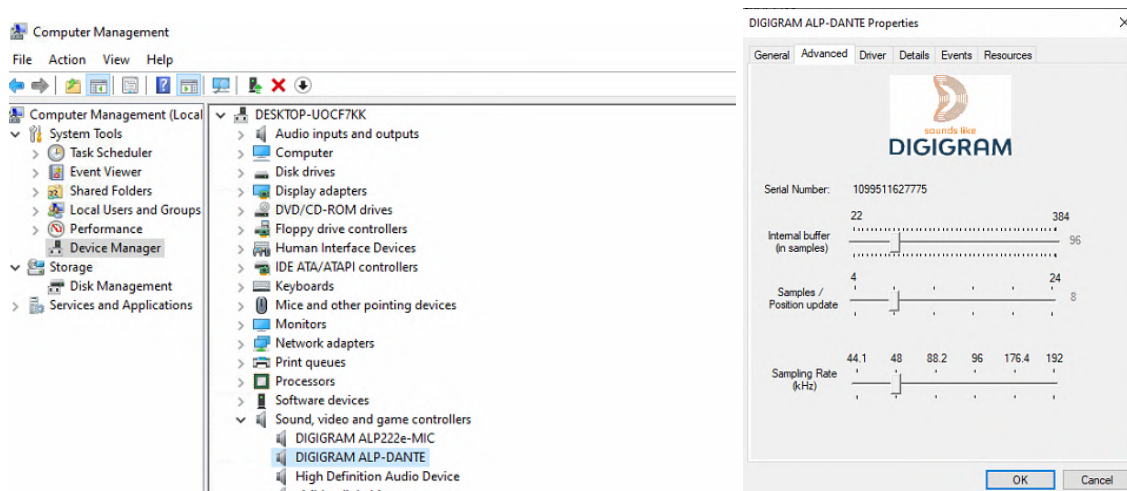 Computer Management
File Action View Help
Computer Management (Local
System Tools
Task Scheduler
Event Viewer
Shared Folders
Local Users and Groups
Performance
Device Manager
Storage
Disk Management
Services and Applications
DESKTOP-UOCF7KK
Audio inputs and outputs
Computer
Disk drives
Display adapters
DVD/CD-ROM drives
Floppy drive controllers
Human Interface Devices
IDE ATA/ATAPI controllers
Keyboards
Mice and other pointing devices
Monitors
Network adapters
Print queues
Processors
Software devices
Sound, video and game controllers
DIGIGRAM ALP222e-MIC
DIGIGRAM ALP-DANTE
High Definition Audio Device
DIGIGRAM ALP-DANTE Properties
General Advanced Driver Details Events Resources
sounds like
DIGIGRAM
Serial Number: 1099511627775
22 384
Internal buffer
(in samples)
96
4 24
Samples /
Position update
8
44.1 48 88.2 96 176.4 192
Sampling Rate
(kHz)
OK Cancel